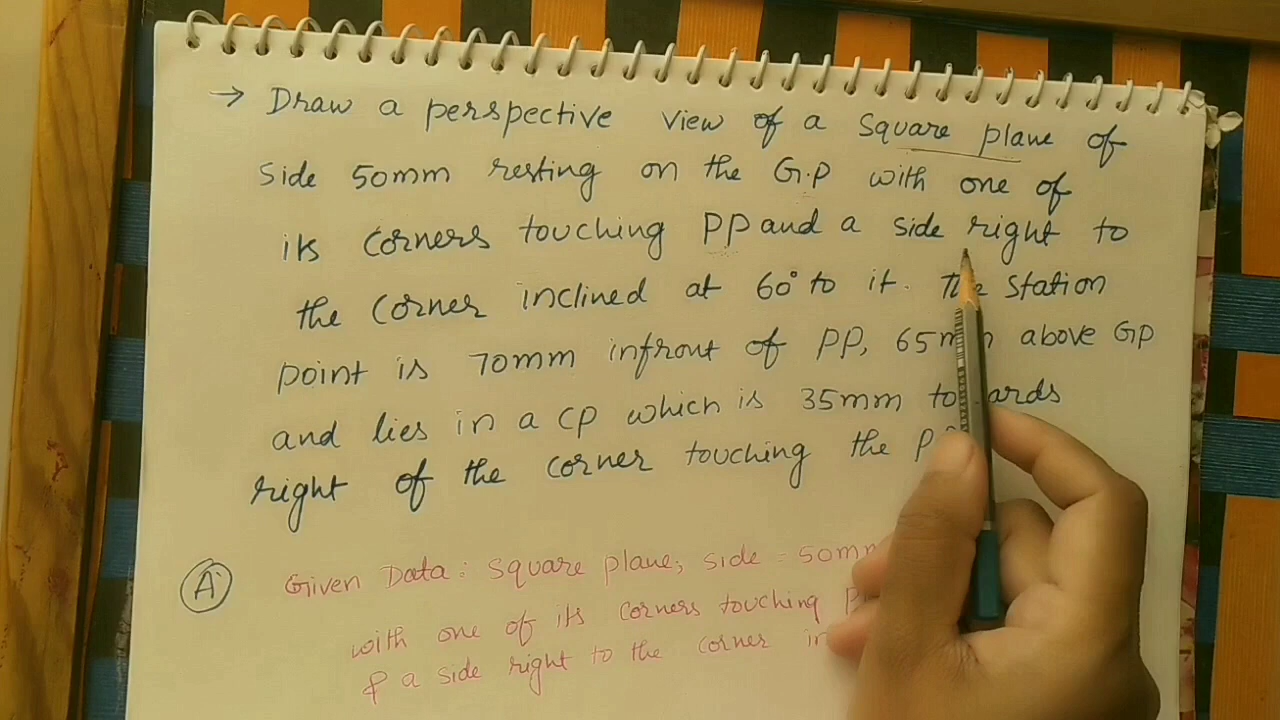 → Draw a perspective view of a square plane of
side 50mm resting on the G.P with one of
its corners touching PP and a side right to
the corner inclined at 60° to it. The station
point is 70mm infront of PP, 65mm above GP
and lies in a CP which is 35mm towards
right of the corner touching the
A Given Data: square plane; side = 50mm
with one of its corners touching
& a side right to the corner